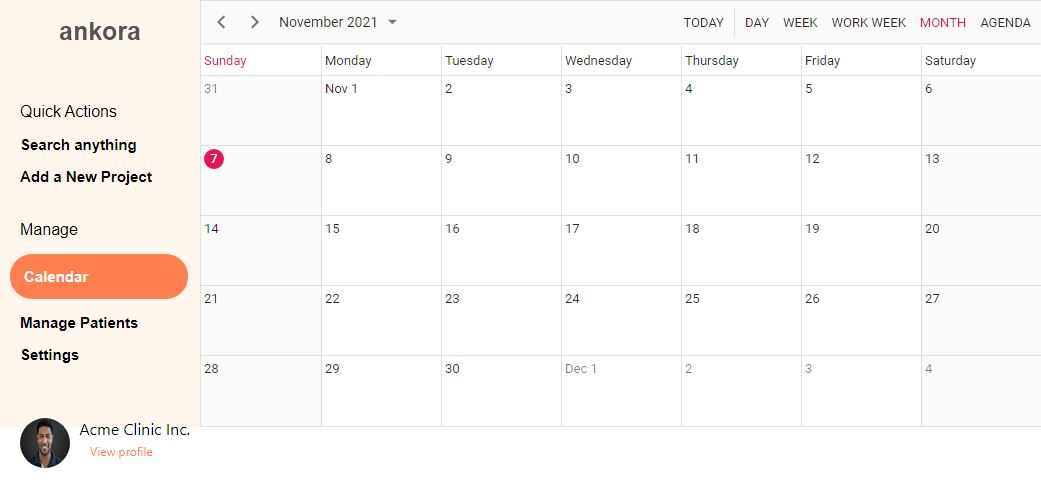 ankora
Quick Actions
Search anything
Add a New Project
Manage
Calendar
Manage Patients
Settings
Acme Clinic Inc.
View profile
November 2021 TODAY DAY WEEK WORK WEEK MONTH AGENDA
Sunday Monday Tuesday Wednesday Thursday Friday Saturday
31 Nov 1 2 3 4 5 6
7 8 9 10 11 12 13
14 15 16 17 18 19 20
21 22 23 24 25 26 27
28 29 30 Dec 1 2 3 4